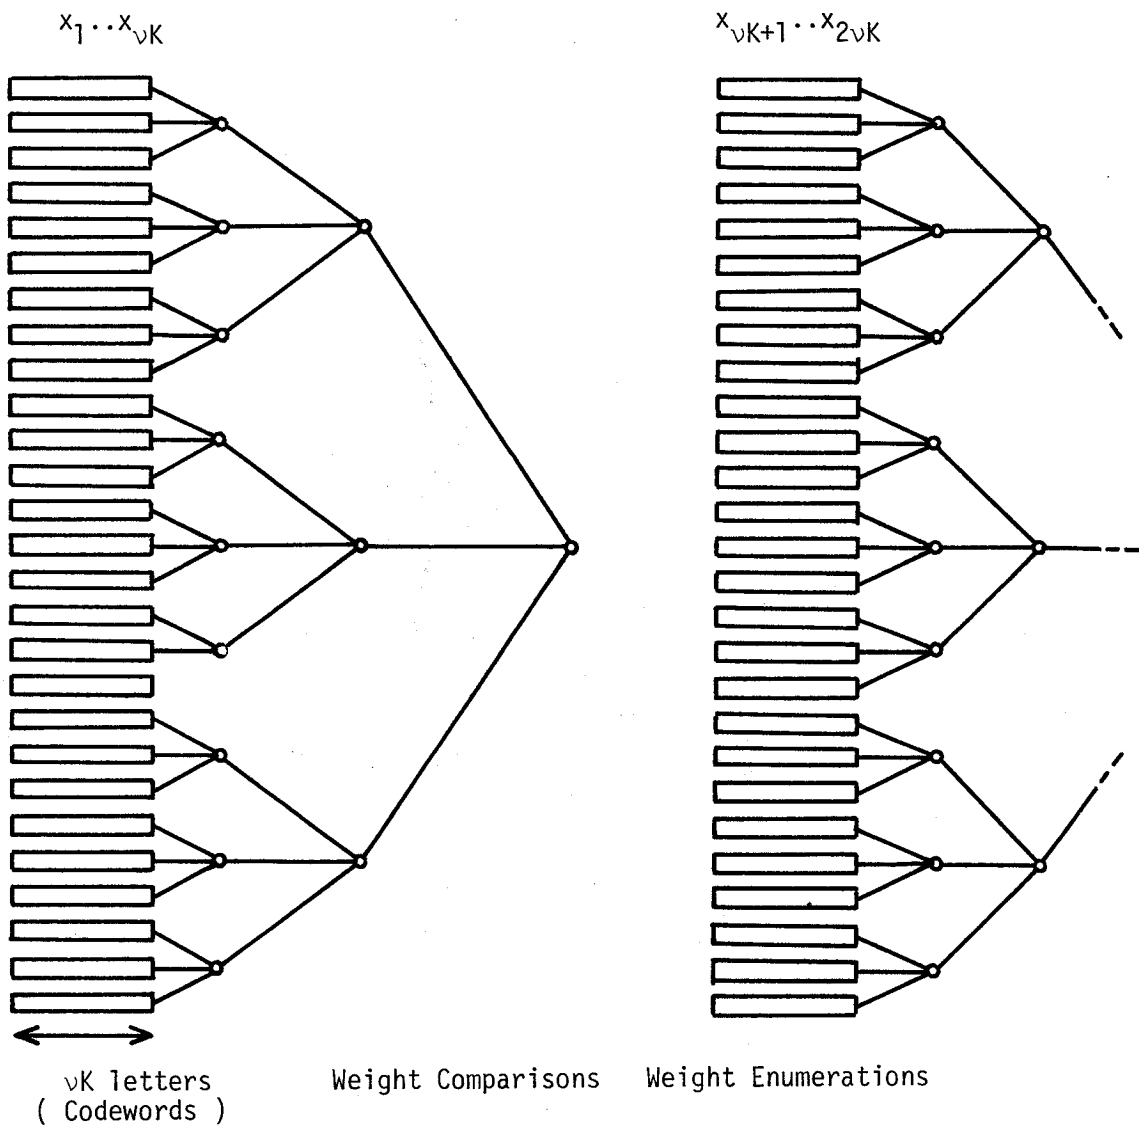 x1..xνK
xνK+1..x2νK
νK letters
( Codewords )
Weight Comparisons
Weight Enumerations